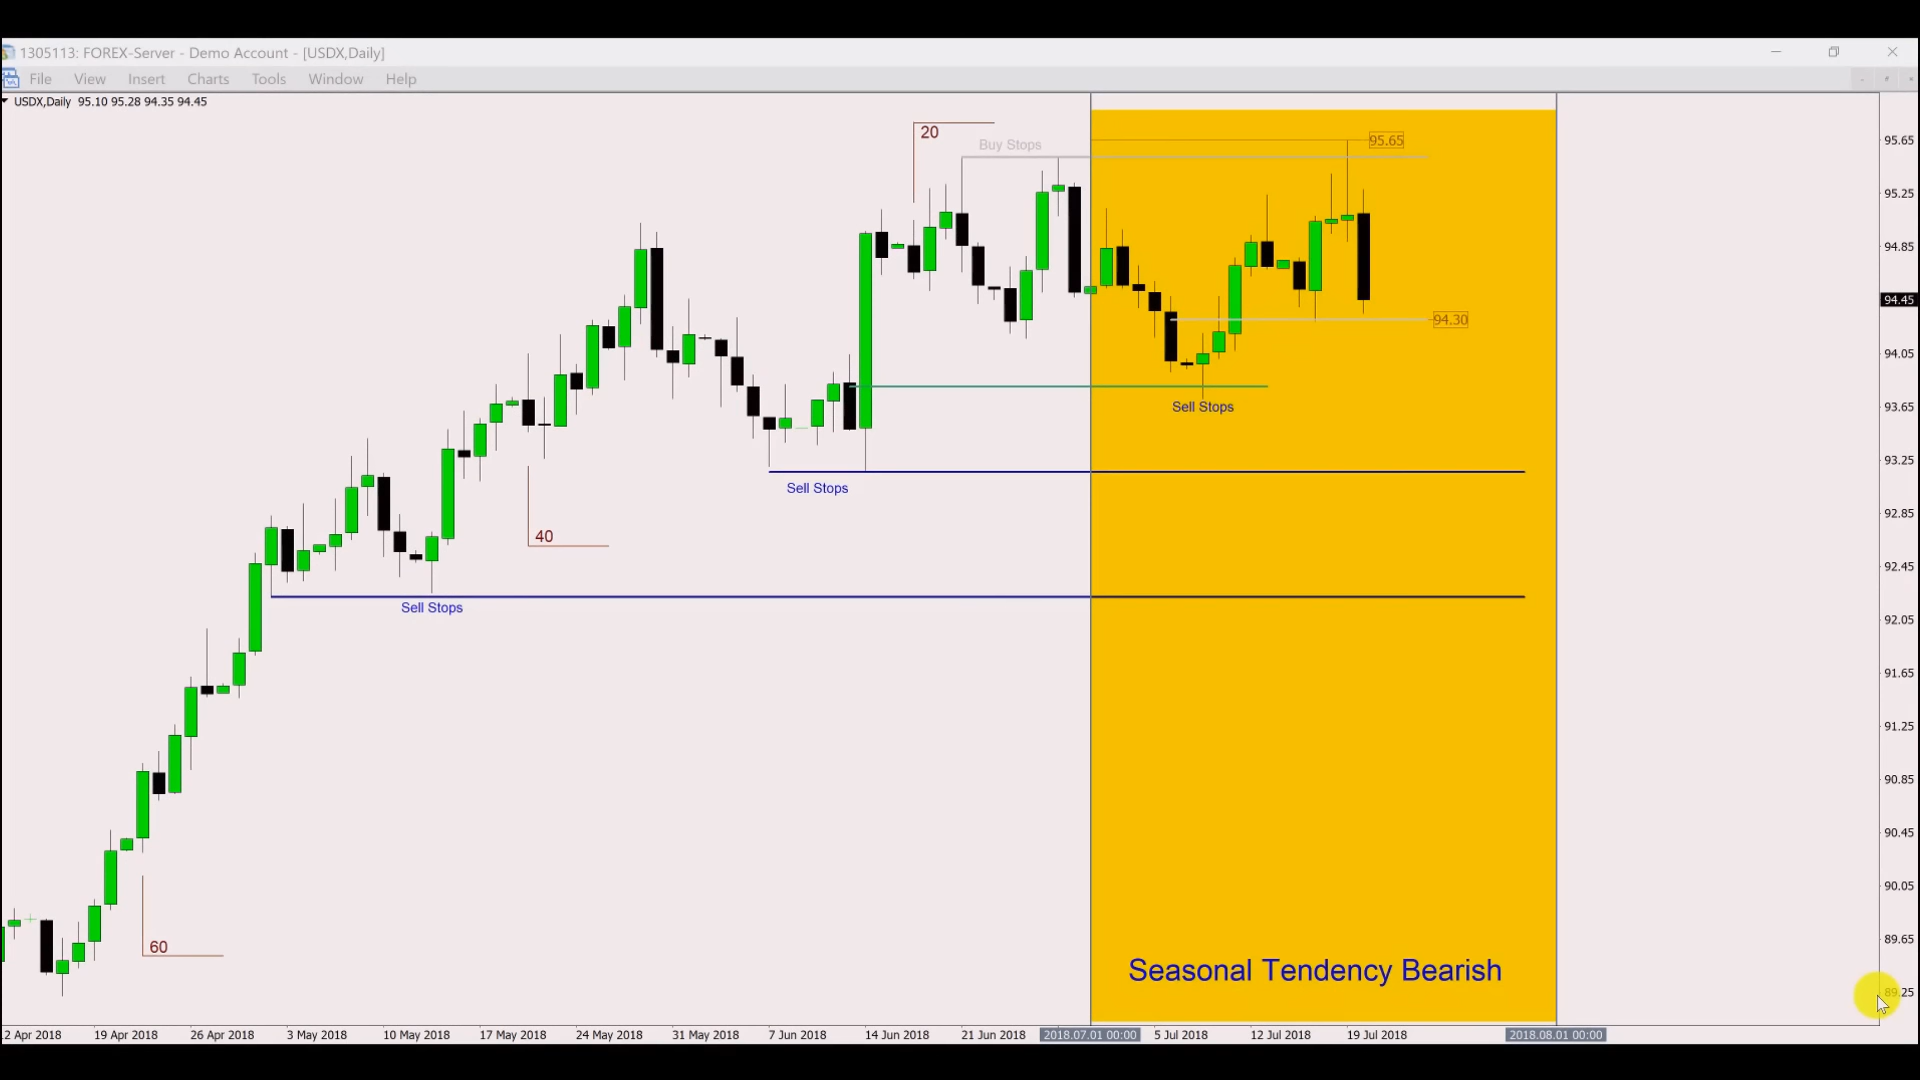 1305113: FOREX-Server - Demo Account - [USDX,Daily]
File View Insert Charts Tools Window Help
USDX,Daily 95.10 95.28 94.35 94.45
20
Buy Stops
95.65
95.65
95.25
94.85
94.45
94.30
94.05
Sell Stops
93.65
93.25
Sell Stops
92.85
40
92.45
Sell Stops
92.05
91.65
91.25
90.85
90.45
90.05
60
89.65
Seasonal Tendency Bearish
89.25
19 Apr 2018 26 Apr 2018 3 May 2018 10 May 2018 17 May 2018 24 May 2018 31 May 2018 7 Jun 2018 14 Jun 2018 21 Jun 2018 2018.07.01 00:00 5 Jul 2018 12 Jul 2018 19 Jul 2018 2018.08.01 00:00